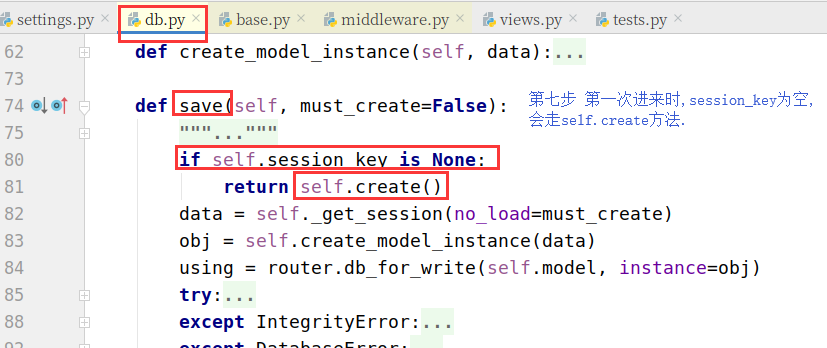 settings.py × db.py × base.py × middleware.py × views.py × tests.py ×
62 def create_model_instance(self, data):...
73
74 def save(self, must_create=False): 第七步 第一次进来时,session_key为空,
会走self.create方法.
75 """..."""
80 if self.session_key is None:
81 return self.create()
82 data = self._get_session(no_load=must_create)
83 obj = self.create_model_instance(data)
84 using = router.db_for_write(self.model, instance=obj)
85 try:...
88 except IntegrityError:...
except DatabaseError:...